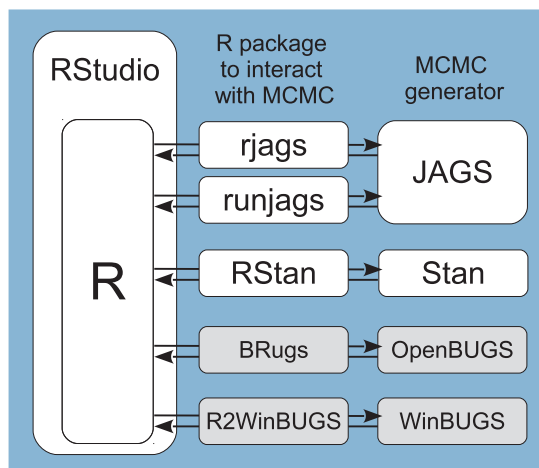 RStudio
R package
to interact
with MCMC
MCMC
generator
R
rjags
runjags
JAGS
RStan
Stan
BRugs
OpenBUGS
R2WinBUGS
WinBUGS